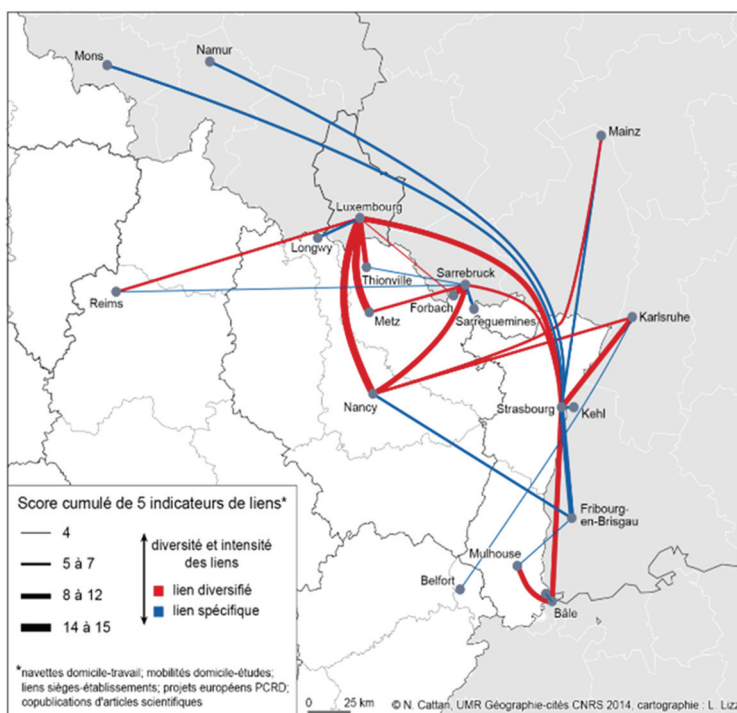 Mons
Namur
Mainz
Luxembourg
Longwy
Thionville
Sarrebruck
Reims
Forbach
Metz
Sarreguemines
Karlsruhe
Nancy
Strasbourg
Kehl
Fribourg-
en-Brisgau
Mulhouse
Belfort
Bâle
Score cumulé de 5 indicateurs de liens*
4
5 à 7
8 à 12
14 à 15
diversité et intensité
des liens
lien diversifié
lien spécifique
*navettes domicile-travail; mobilités domicile-études;
liens sièges-établissements; projets européens PCRD;
copublications d'articles scientifiques
0 25 km
© N. Cattan, UMR Géographie-cités CNRS 2014, cartographie : L. Lizz